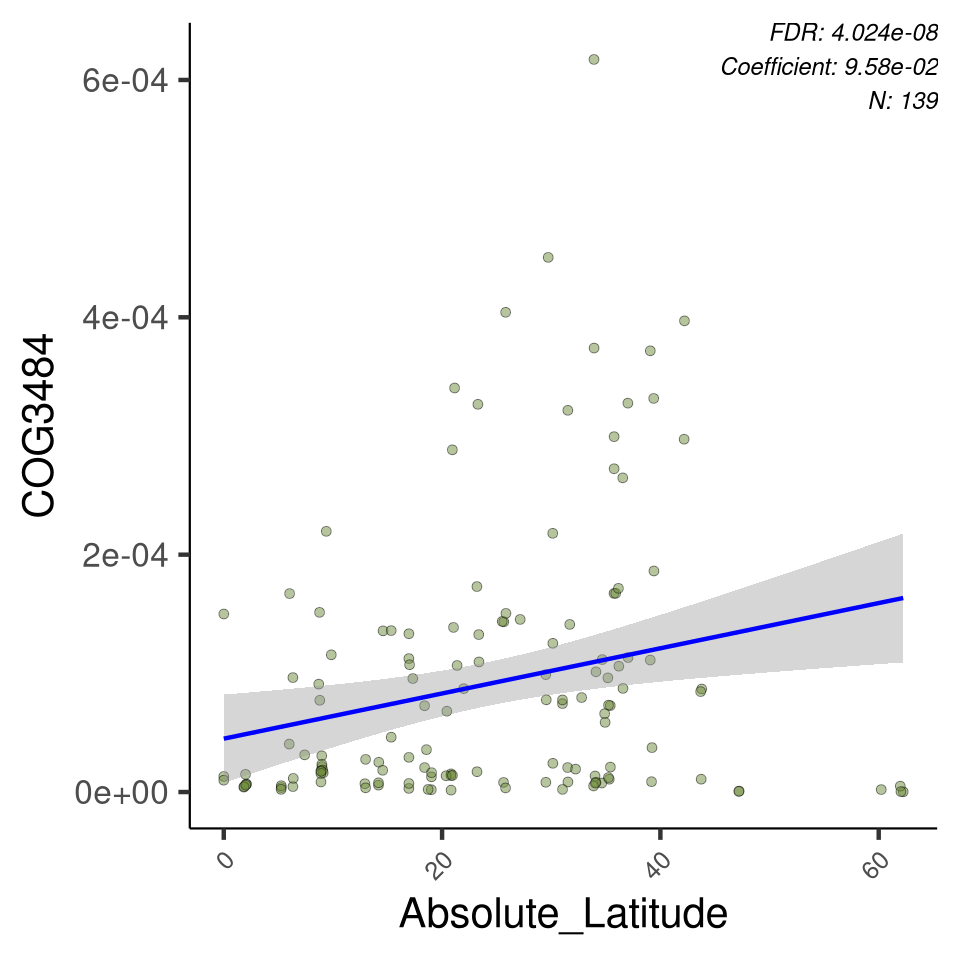 FDR: 4.024e-08
Coefficient: 9.58e-02
N: 139
6e-04
4e-04
2e-04
0e+00
COG3484
0
20
40
60
Absolute_Latitude